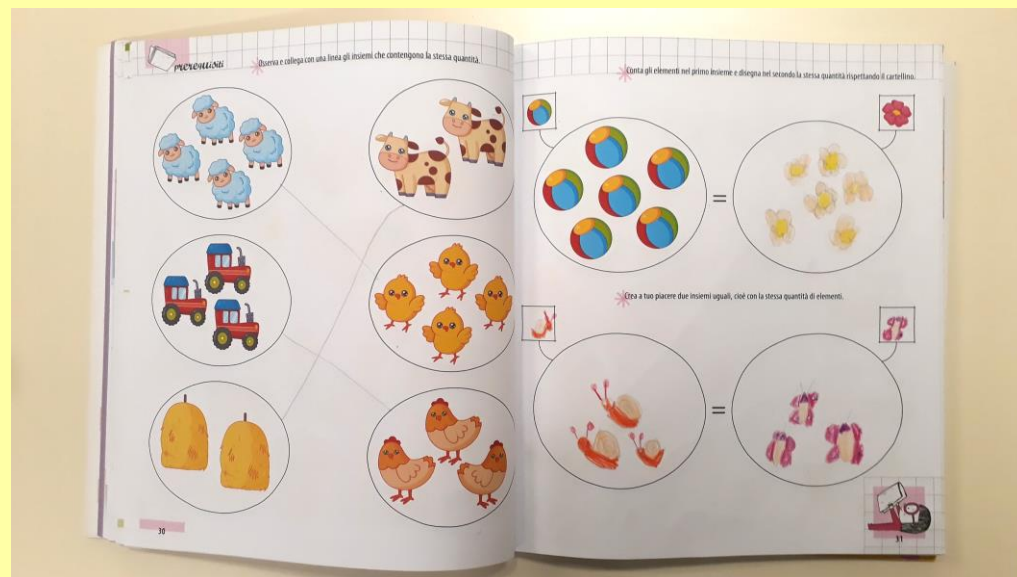 prerequisiti
Osserva e collega con una linea gli insiemi che contengono la stessa quantità.
30
Conta gli elementi nel primo insieme e disegna nel secondo la stessa quantità rispettando il cartellino.
=
Crea a tuo piacere due insiemi uguali, cioè con la stessa quantità di elementi.
=
31